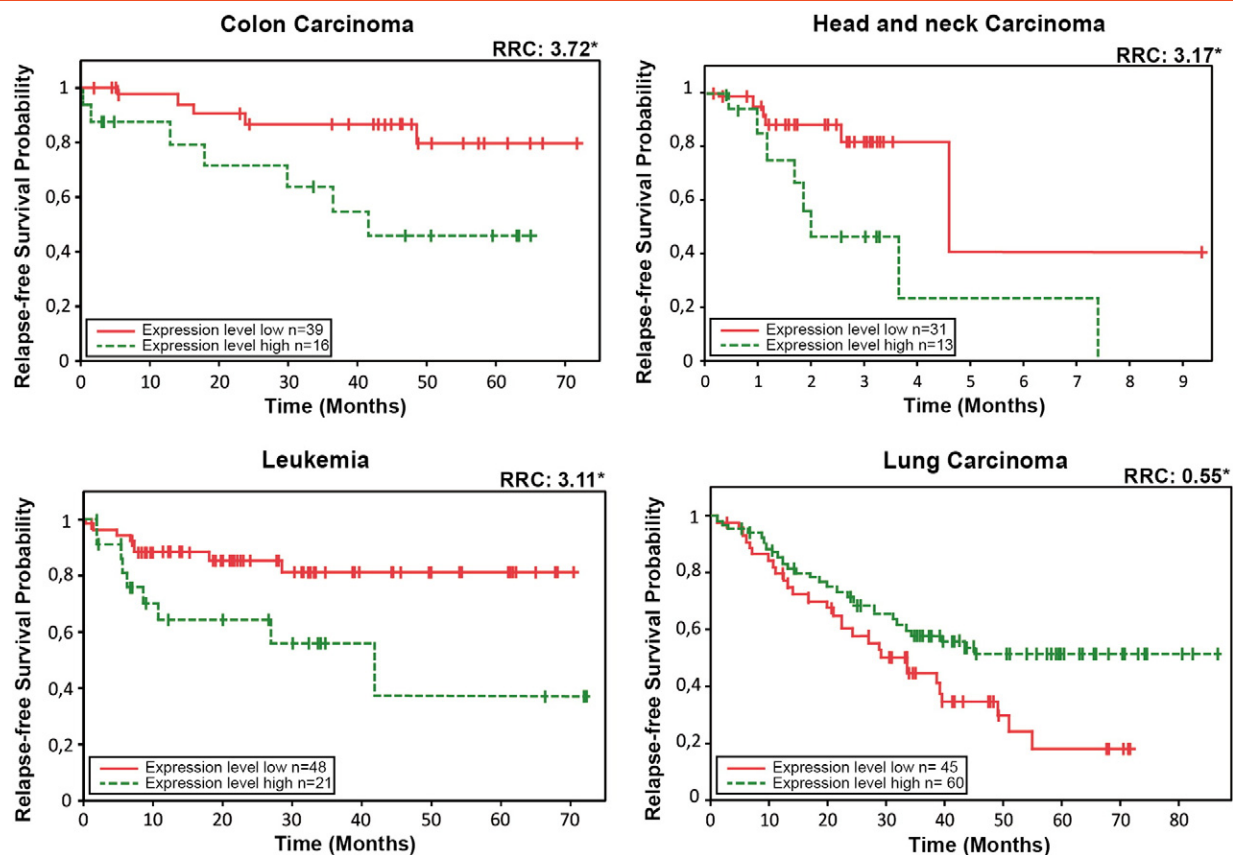 Colon Carcinoma
RRC: 3.72*
Relapse-free Survival Probability
1
0,8
0,6
0,4
0,2
0
Expression level low n=39
Expression level high n=16
0 10 20 30 40 50 60 70
Time (Months)
Head and neck Carcinoma
RRC: 3.17*
Relapse-free Survival Probability
1
0,8
0,6
0,4
0,2
0
Expression level low n=31
Expression level high n=13
0 1 2 3 4 5 6 7 8 9
Time (Months)
Leukemia
RRC: 3.11*
Relapse-free Survival Probability
1
0,8
0,6
0,4
0,2
0
Expression level low n=48
Expression level high n=21
0 10 20 30 40 50 60 70
Time (Months)
Lung Carcinoma
RRC: 0.55*
Relapse-free Survival Probability
1
0,8
0,6
0,4
0,2
0
Expression level low n= 45
Expression level high n= 60
0 10 20 30 40 50 60 70 80
Time (Months)